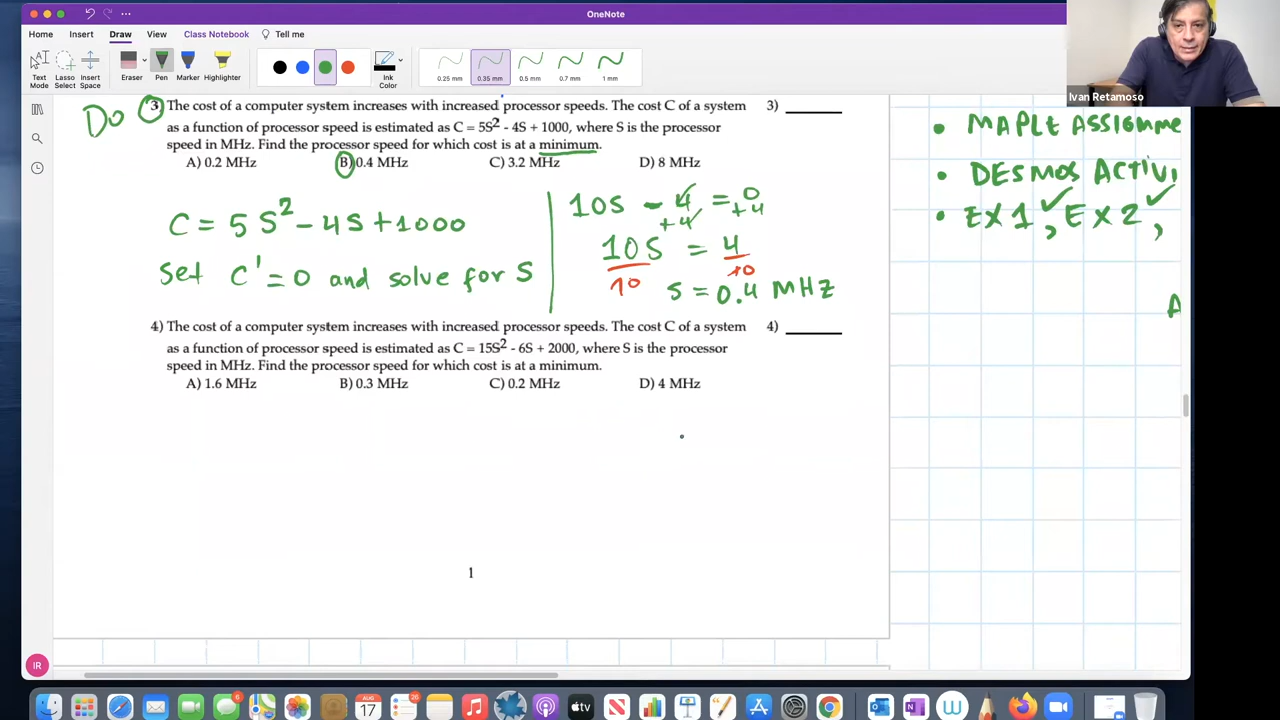 OneNote
Home Insert Draw View Class Notebook Tell me
Text Mode
Lasso Select
Insert Space
Eraser
Pen
Marker
Highlighter
Ink Color
0.25 mm
0.35 mm
0.5 mm
0.7 mm
1 mm
Ivan Retamoso
Do 3) The cost of a computer system increases with increased processor speeds. The cost C of a system 3)
as a function of processor speed is estimated as C = 5S² - 4S + 1000, where S is the processor
speed in MHz. Find the processor speed for which cost is at a minimum.
A) 0.2 MHz B) 0.4 MHz C) 3.2 MHz D) 8 MHz
C = 5S² - 4S + 1000
Set C' = 0 and solve for S
10S - 4 = 0
+4 +4
10S = 4
10 10
S = 0.4 MHz
4) The cost of a computer system increases with increased processor speeds. The cost C of a system 4)
as a function of processor speed is estimated as C = 15S² - 6S + 2000, where S is the processor
speed in MHz. Find the processor speed for which cost is at a minimum.
A) 1.6 MHz B) 0.3 MHz C) 0.2 MHz D) 4 MHz
1
• MAPLE ASSIGNME
• DESMOS ACTIVI
• EX1 ✓, EX2 ✓,
A
IR
6
AUG
17
26
tv